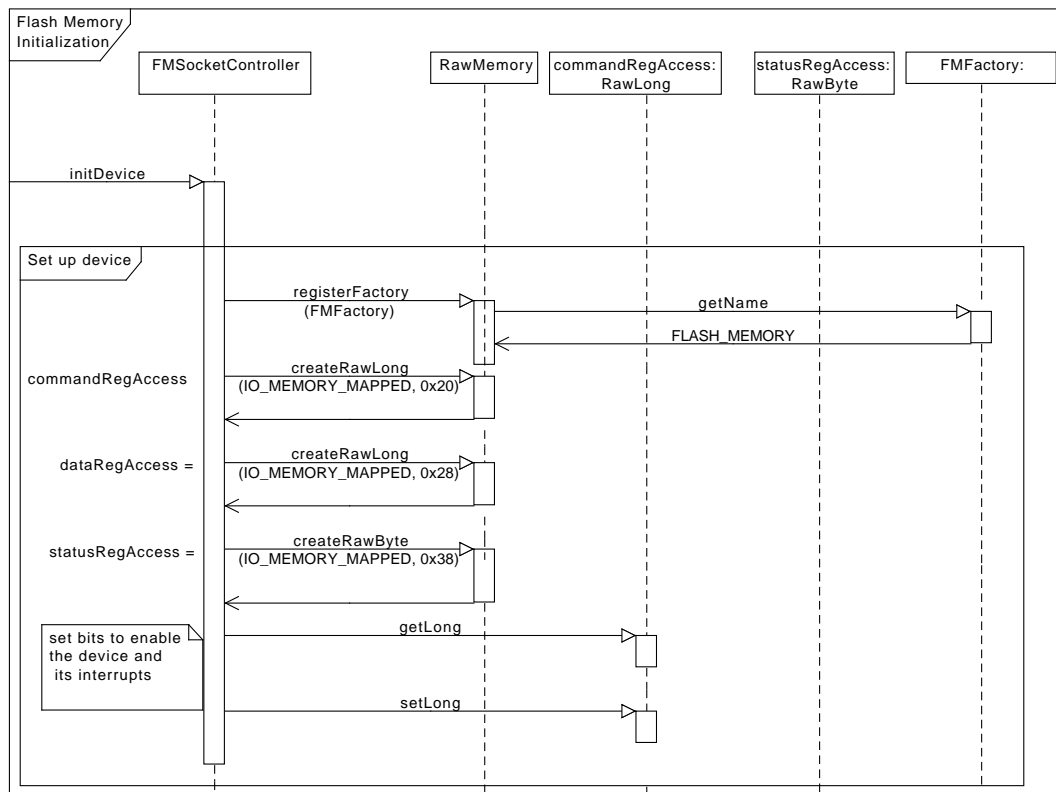 Flash Memory
Initialization
FMSocketController
RawMemory
commandRegAccess:
RawLong
statusRegAccess:
RawByte
FMFactory:
initDevice
Set up device
registerFactory
(FMFactory)
getName
FLASH_MEMORY
commandRegAccess
createRawLong
(IO_MEMORY_MAPPED, 0x20)
dataRegAccess =
createRawLong
(IO_MEMORY_MAPPED, 0x28)
statusRegAccess =
createRawByte
(IO_MEMORY_MAPPED, 0x38)
set bits to enable
the device and
its interrupts
getLong
setLong